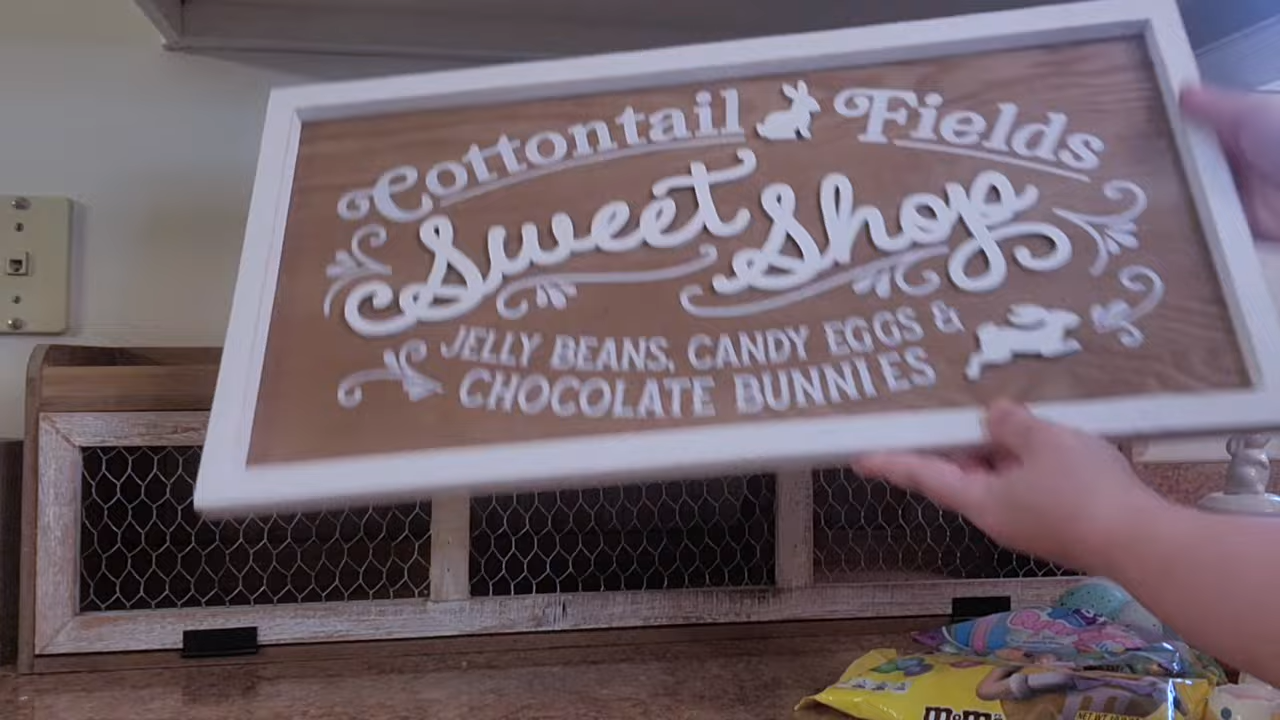 Cottontail Fields
Sweet Shop
JELLY BEANS, CANDY EGGS &
CHOCOLATE BUNNIES
m&m's